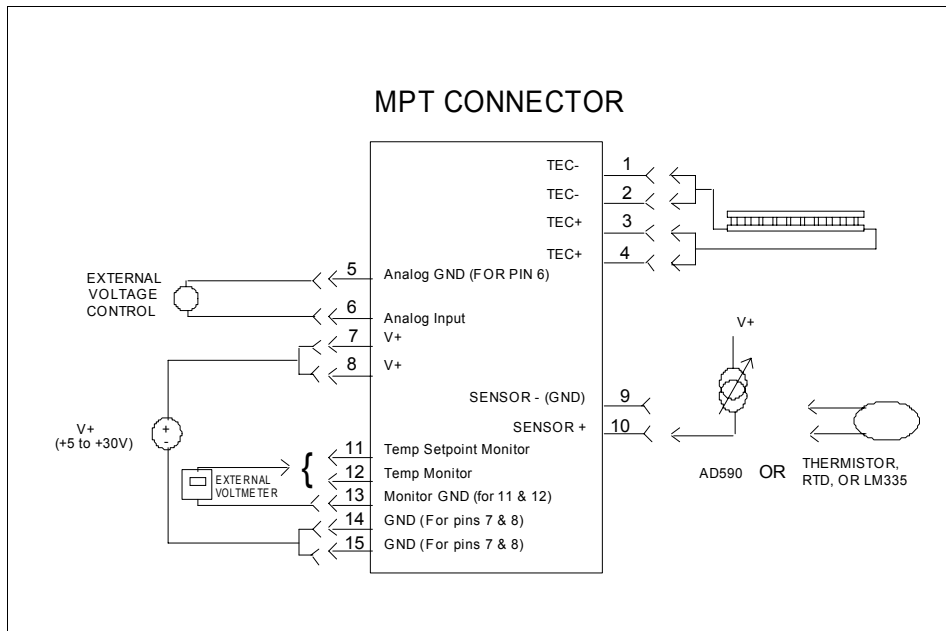 MPT CONNECTOR
TEC-
1
TEC-
2
TEC+
3
TEC+
4
EXTERNAL
VOLTAGE
CONTROL
5
Analog GND (FOR PIN 6)
6
Analog Input
7
V+
8
V+
V+
(+5 to +30V)
+
-
SENSOR - (GND)
9
SENSOR +
10
V+
AD590
OR
THERMISTOR,
RTD, OR LM335
11
Temp Setpoint Monitor
12
Temp Monitor
{
EXTERNAL
VOLTMETER
13
Monitor GND (for 11 & 12)
14
GND (For pins 7 & 8)
15
GND (For pins 7 & 8)